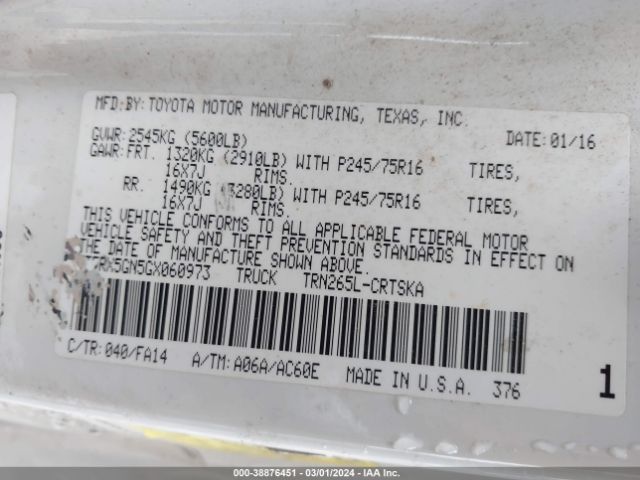 MFD. BY: TOYOTA MOTOR MANUFACTURING, TEXAS, INC.
GVWR: 2545KG (5600LB) DATE: 01/16
GAWR: FRT. 1320KG (2910LB) WITH P245/75R16 TIRES,
16X7J RIMS.
RR. 1490KG (3280LB) WITH P245/75R16 TIRES,
16X7J RIMS.
THIS VEHICLE CONFORMS TO ALL APPLICABLE FEDERAL MOTOR
VEHICLE SAFETY AND THEFT PREVENTION STANDARDS IN EFFECT ON
THE DATE OF MANUFACTURE SHOWN ABOVE.
TRUCK TRN265L-CRTSKA
C/TR: 040/FA14 A/TM: A06A/AC60E MADE IN U.S.A. 376
1
000-38876451 - 03/01/2024 - IAA Corp.